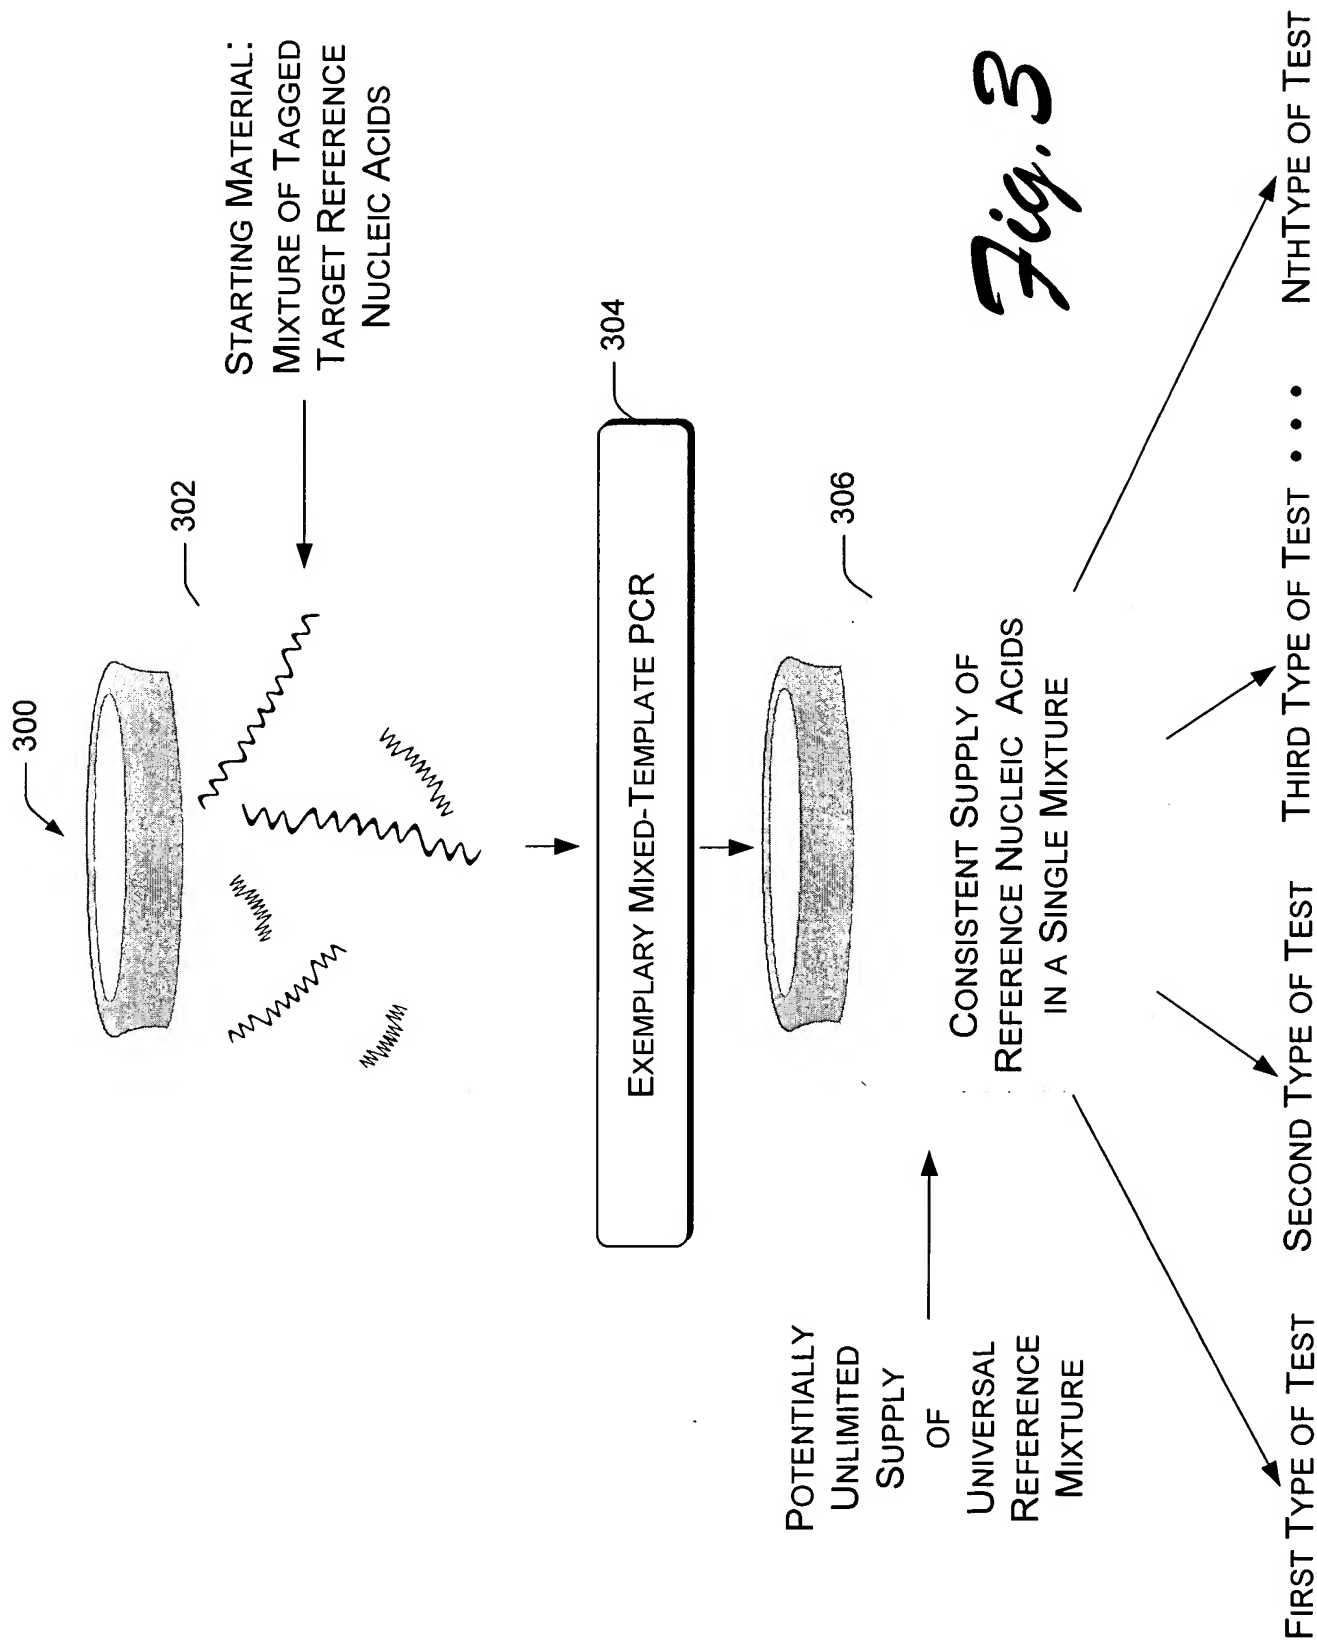 300
302
STARTING MATERIAL:
MIXTURE OF TAGGED
TARGET REFERENCE
NUCLEIC ACIDS
304
EXEMPLARY MIXED-TEMPLATE PCR
306
CONSISTENT SUPPLY OF
REFERENCE NUCLEIC ACIDS
IN A SINGLE MIXTURE
POTENTIALLY
UNLIMITED
SUPPLY
OF
UNIVERSAL
REFERENCE
MIXTURE
Fig. 3
FIRST TYPE OF TEST SECOND TYPE OF TEST THIRD TYPE OF TEST • • • NTHTYPE OF TEST